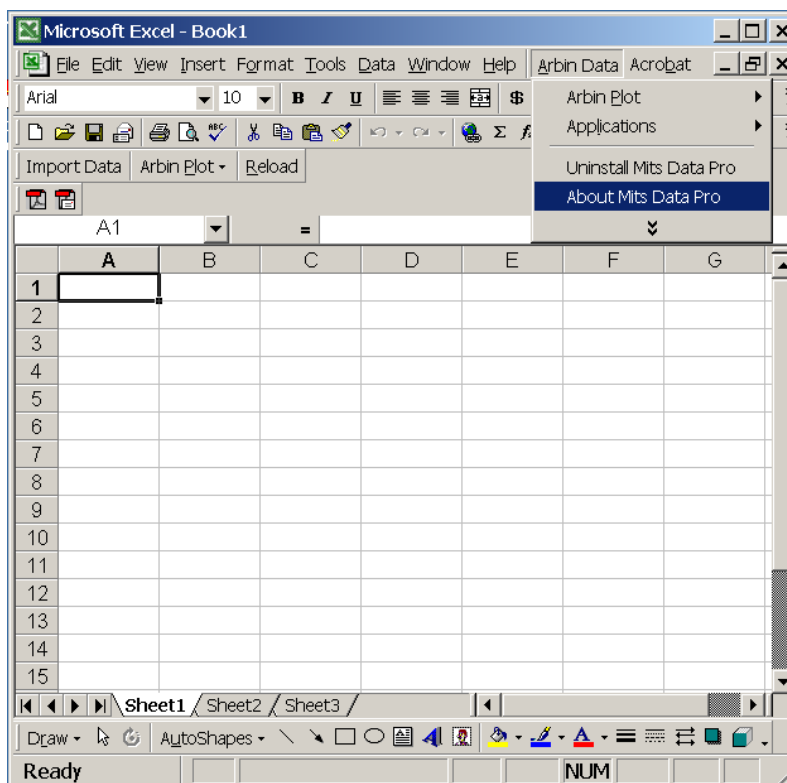 Microsoft Excel - Book1
File Edit View Insert Format Tools Data Window Help Arbin Data Acrobat
Arial 10 B I U $ Arbin Plot
ABC Σ Applications
Import Data Arbin Plot Reload Uninstall Mits Data Pro
About Mits Data Pro
A1 =
A B C D E F G
1
2
3
4
5
6
7
8
9
10
11
12
13
14
15
Sheet1 Sheet2 Sheet3
Draw AutoShapes A A
Ready NUM